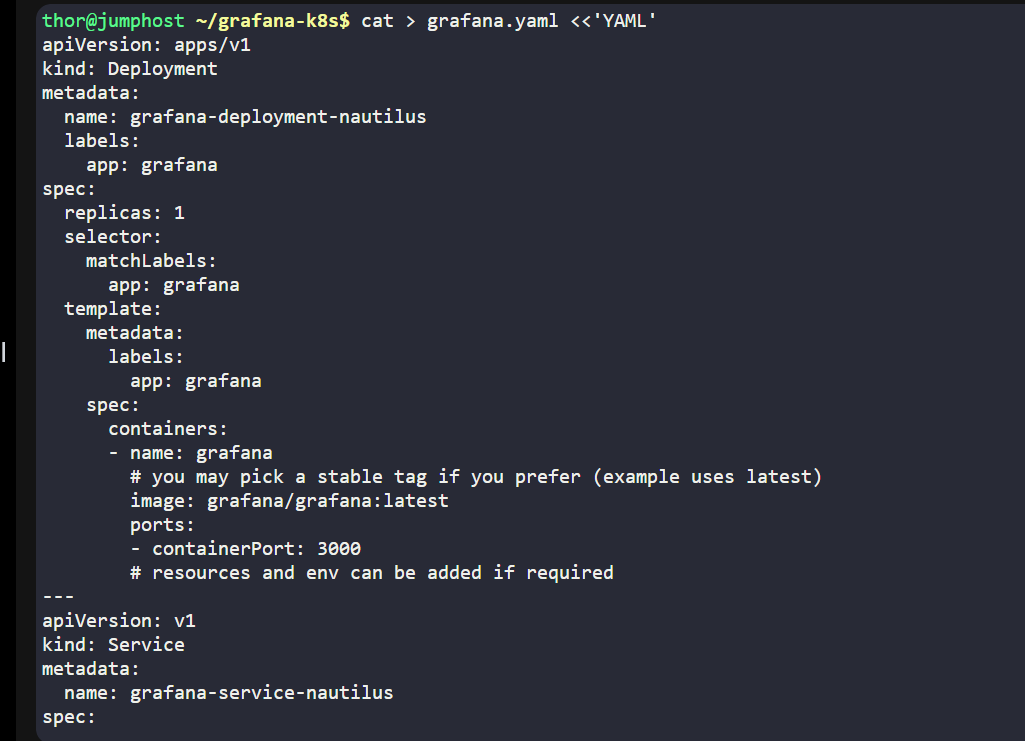 thor@jumphost ~/grafana-k8s$ cat > grafana.yaml <<'YAML'
apiVersion: apps/v1
kind: Deployment
metadata:
  name: grafana-deployment-nautilus
  labels:
    app: grafana
spec:
  replicas: 1
  selector:
    matchLabels:
      app: grafana
  template:
    metadata:
      labels:
        app: grafana
    spec:
      containers:
      - name: grafana
        # you may pick a stable tag if you prefer (example uses latest)
        image: grafana/grafana:latest
        ports:
        - containerPort: 3000
        # resources and env can be added if required
---
apiVersion: v1
kind: Service
metadata:
  name: grafana-service-nautilus
spec: